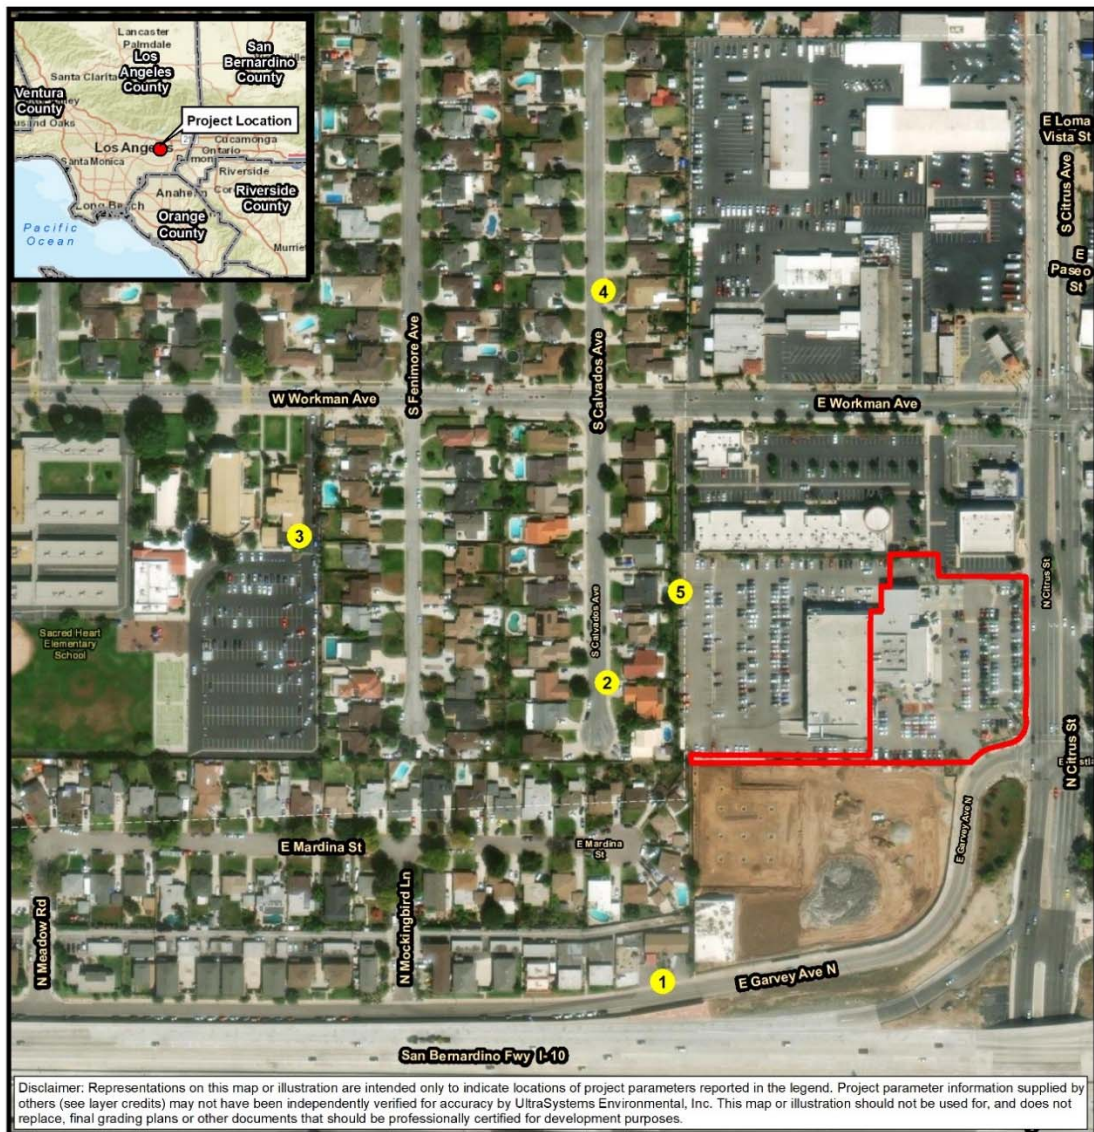 Lancaster
Palmdale
Santa Clarita
Los
Angeles
County
San
Bernardino
County
Ventura
County
Project Location
Los Angeles
Santa Monica
Cucamonga
Ontario
Riverside
Riverside
County
Anaheim
Long Beach
Orange
County
Pacific
Ocean
E Loma
Vista St
S Citrus Ave
E
Paseo
St
4
S Fenimore Ave
S Calvados Ave
W Workman Ave
E Workman Ave
3
5
N Citrus St
S Calvados Ave
Sacred Heart
Elementary
School
2
N Citrus St
E Mardina St
E Mardina
St
E Garvey Ave N
N Meadow Rd
N Mockingbird Ln
1
E Garvey Ave N
San Bernardino Fwy I-10
Disclaimer: Representations on this map or illustration are intended only to indicate locations of project parameters reported in the legend. Project parameter information supplied by
others (see layer credits) may not have been independently verified for accuracy by UltraSystems Environmental, Inc. This map or illustration should not be used for, and does not
replace, final grading plans or other documents that should be professionally certified for development purposes.